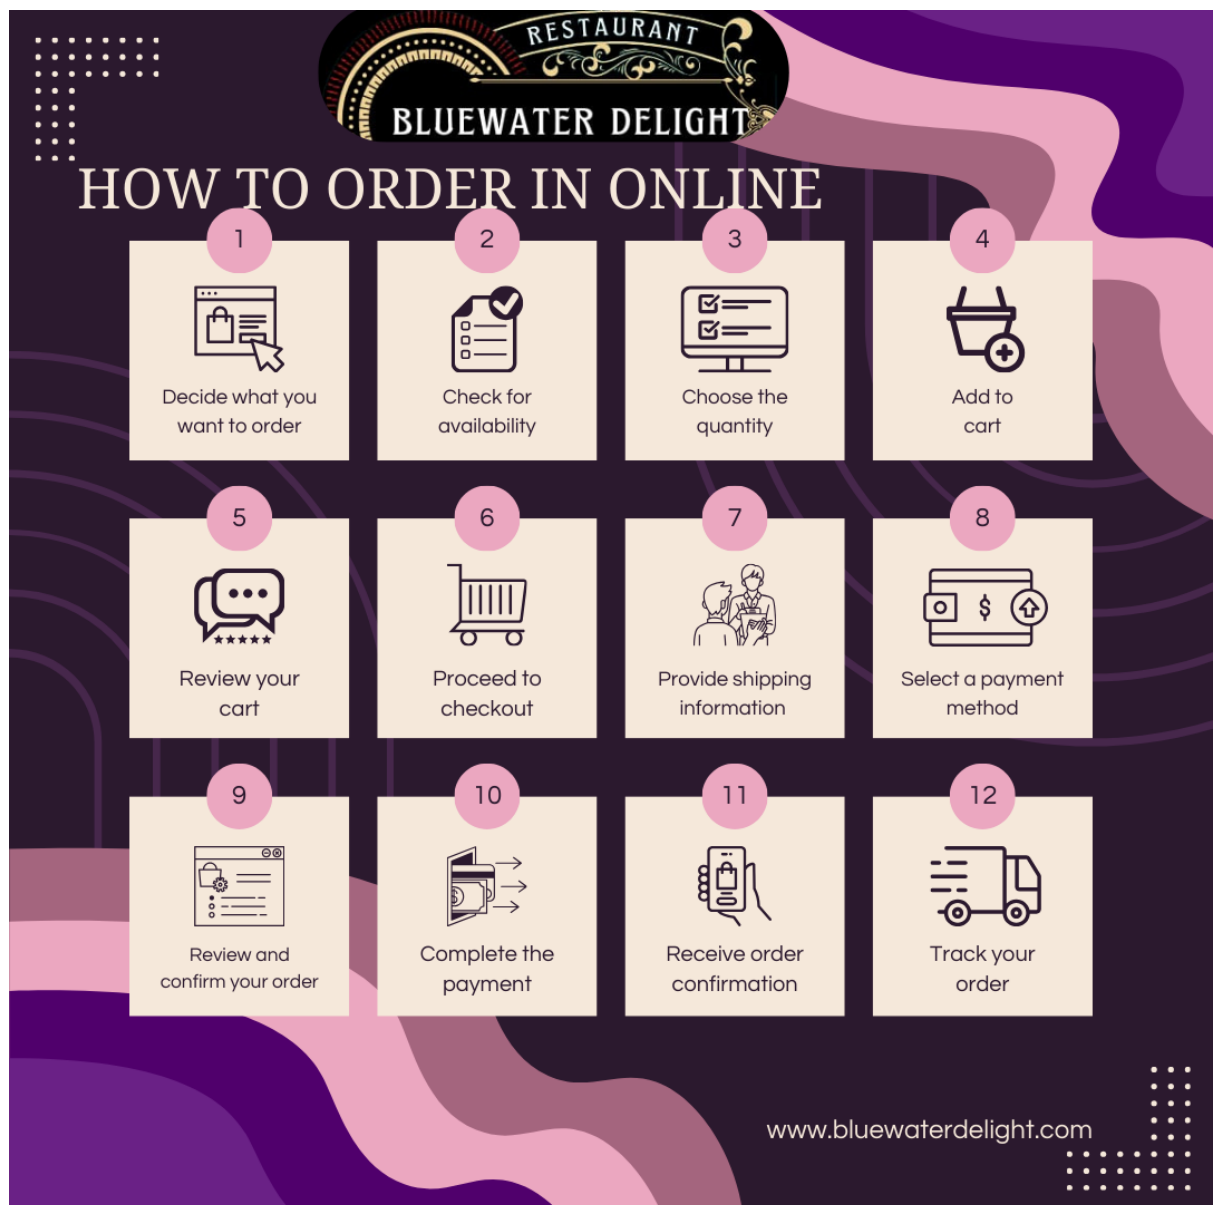 RESTAURANT
BLUEWATER DELIGHT
HOW TO ORDER IN ONLINE
1
Decide what you
want to order
2
Check for
availability
3
Choose the
quantity
4
Add to
cart
5
Review your
cart
6
Proceed to
checkout
7
Provide shipping
information
8
$
Select a payment
method
9
Review and
confirm your order
10
$
Complete the
payment
11
Receive order
confirmation
12
Track your
order
www.bluewaterdelight.com